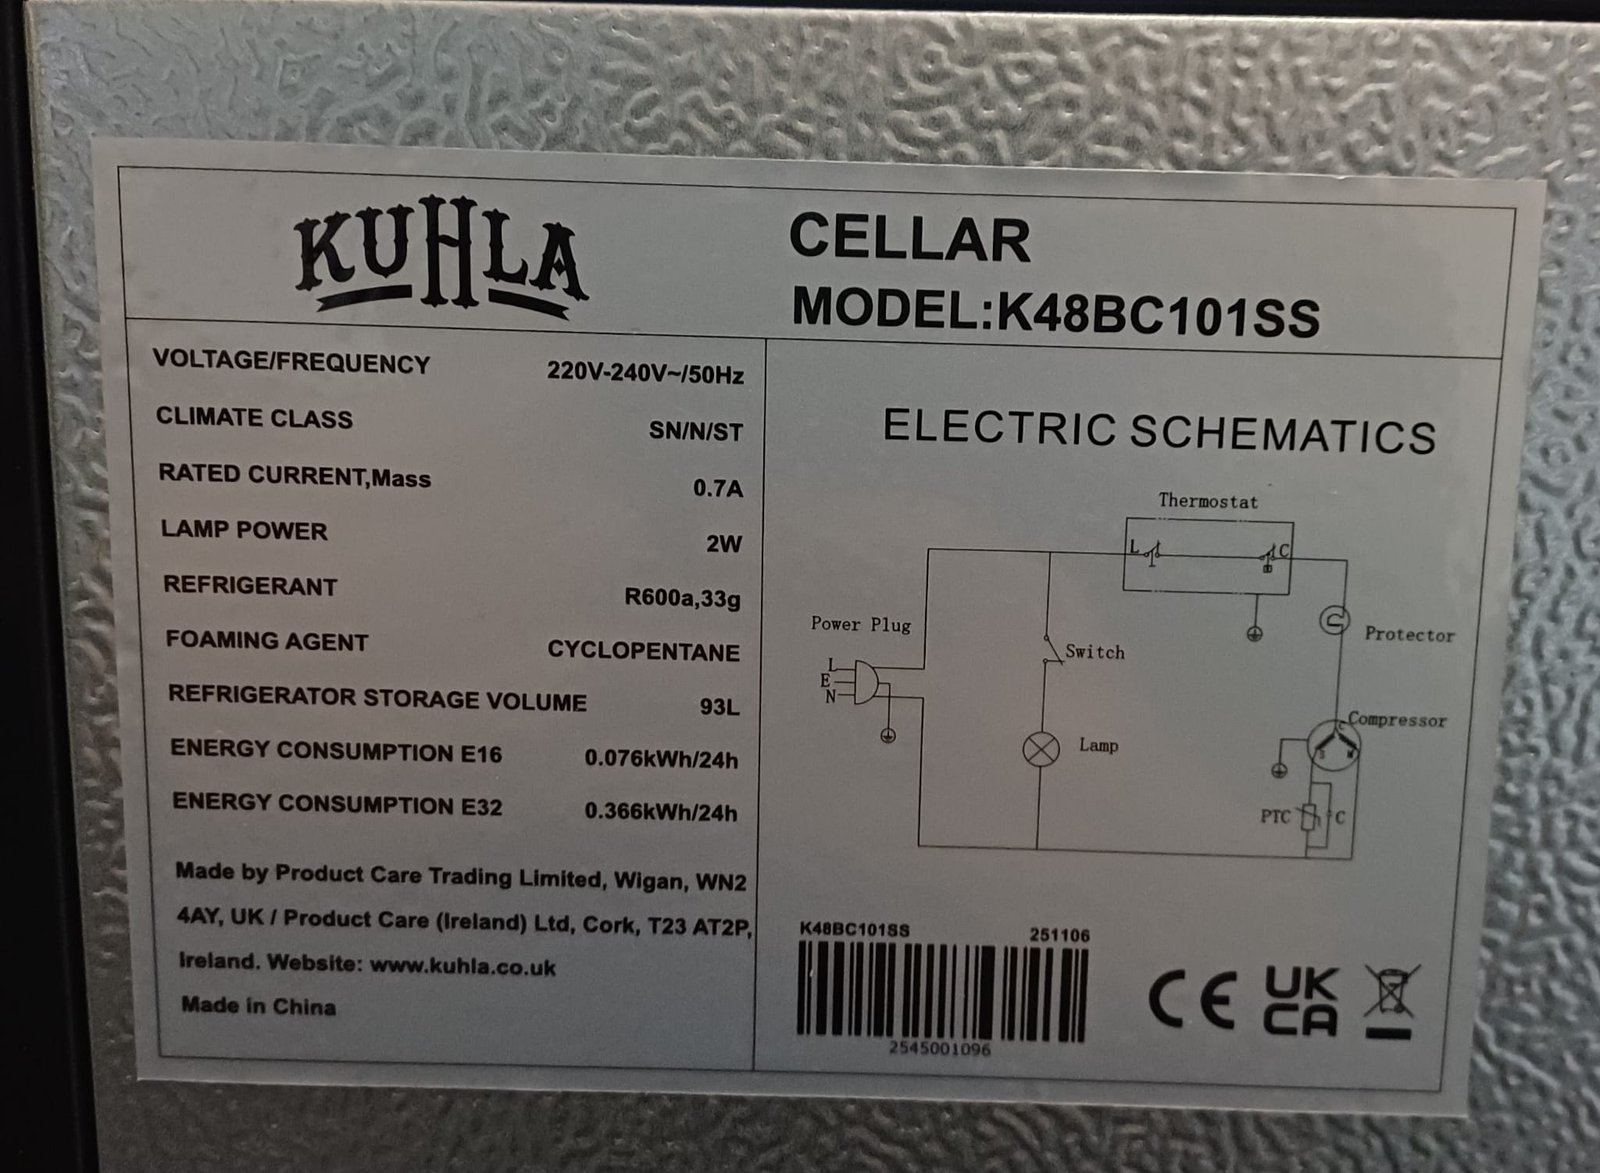 KUHLA
CELLAR
MODEL:K48BC101SS
VOLTAGE/FREQUENCY 220V-240V~/50Hz
CLIMATE CLASS SN/N/ST
RATED CURRENT,Mass 0.7A
LAMP POWER 2W
REFRIGERANT R600a,33g
FOAMING AGENT CYCLOPENTANE
REFRIGERATOR STORAGE VOLUME 93L
ENERGY CONSUMPTION E16 0.076kWh/24h
ENERGY CONSUMPTION E32 0.366kWh/24h
Made by Product Care Trading Limited, Wigan, WN2
4AY, UK / Product Care (Ireland) Ltd, Cork, T23 AT2P,
Ireland. Website: www.kuhla.co.uk
Made in China
ELECTRIC SCHEMATICS
Thermostat
L C
Power Plug
Protector
Switch
L
E
N
Compressor
C
S
Lamp
PTC C
K48BC101SS 251106
2545001096
CE
UK
CA